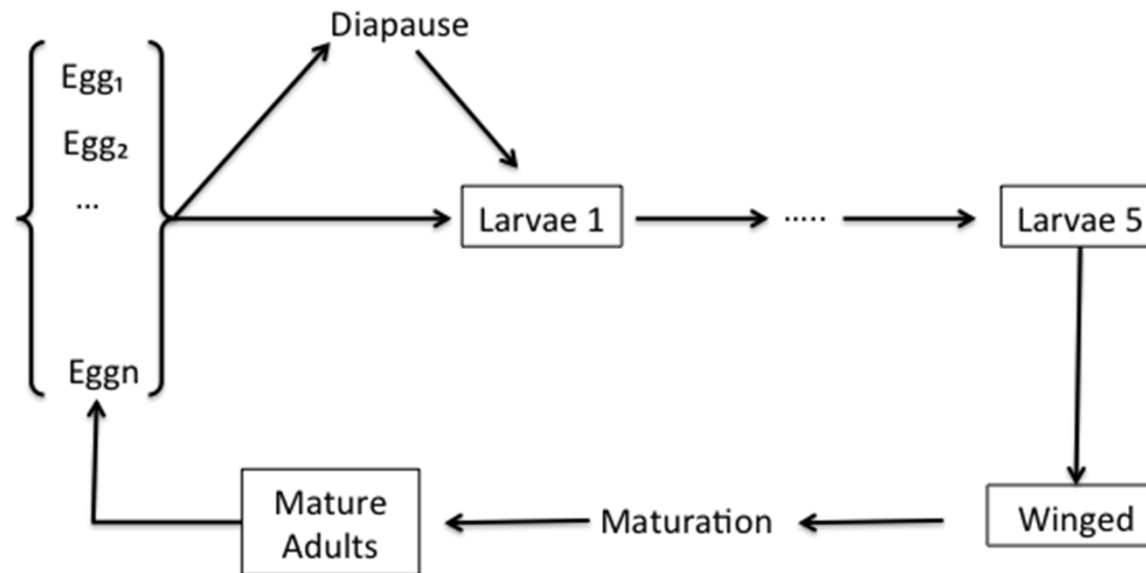 Diapause
Egg₁
Egg₂
...
Larvae 1
.....
Larvae 5
Eggn
Mature
Adults
Maturation
Winged